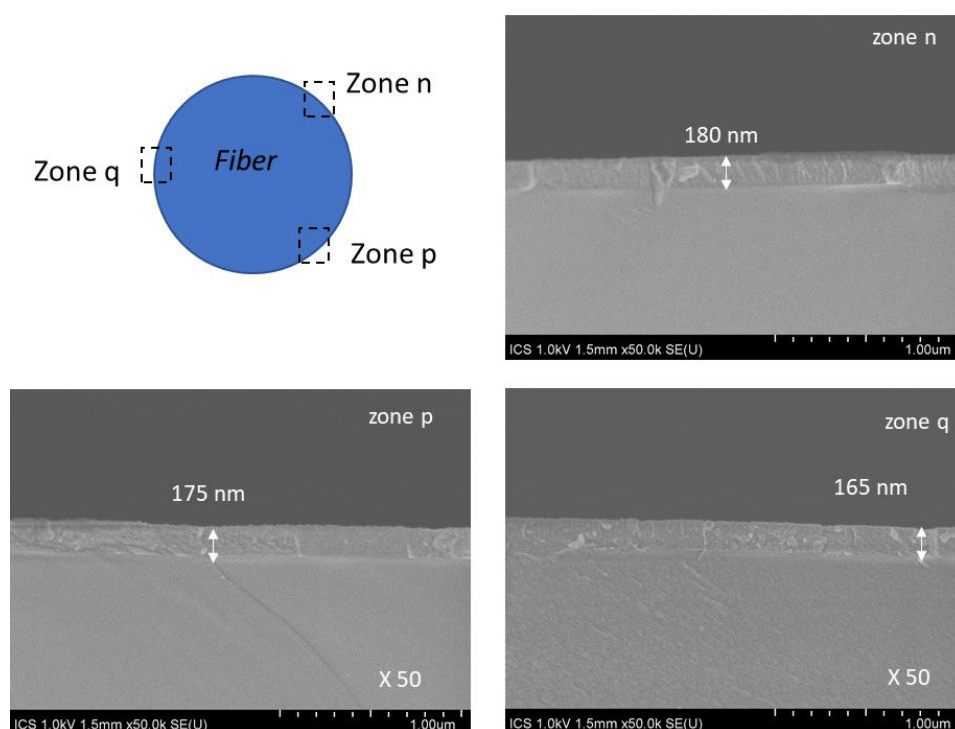 zone n
Zone n
Fiber
Zone q
Zone p
180 nm
ICS 1.0kV 1.5mm x50.0k SE(U)
1.00um
zone p
175 nm
X 50
ICS 1.0kV 1.5mm x50.0k SE(U)
1.00um
zone q
165 nm
X 50
ICS 1.0kV 1.5mm x50.0k SE(U)
1.00um